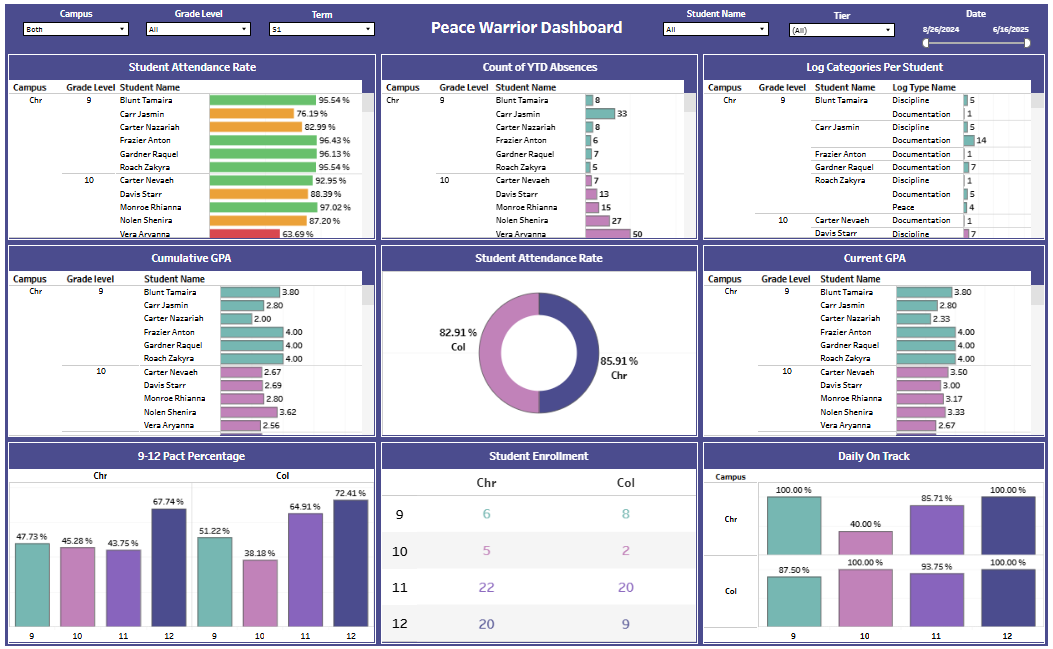 Campus Grade Level Term Student Name Tier Date
Peace Warrior Dashboard
Both All S1 All (All) 8/26/2024 6/16/2025
Student Attendance Rate
Campus Grade Level Student Name
Chr 9 Blunt Tamaira 95.54 %
Carr Jasmin 76.19 %
Carter Nazariah 82.99 %
Frazier Anton 96.43 %
Gardner Raquel 96.13 %
Roach Zakyra 95.54 %
10 Carter Nevaeh 92.95 %
Davis Starr 88.39 %
Monroe Rhianna 97.02 %
Nolen Shenira 87.20 %
Vera Aryanna 63.69 %
Count of YTD Absences
Campus Grade Level Student Name
Chr 9 Blunt Tamaira 8
Carr Jasmin 33
Carter Nazariah 8
Frazier Anton 6
Gardner Raquel 7
Roach Zakyra 5
10 Carter Nevaeh 7
Davis Starr 13
Monroe Rhianna 15
Nolen Shenira 27
Vera Aryanna 50
Log Categories Per Student
Campus Grade level Student Name Log Type Name
Chr 9 Blunt Tamaira Discipline 5
Documentation 1
Carr Jasmin Discipline 5
Documentation 14
Frazier Anton Documentation 1
Gardner Raquel Documentation 7
Roach Zakyra Discipline 1
Documentation 5
Peace 4
10 Carter Nevaeh Documentation 1
Davis Starr Discipline 7
Cumulative GPA
Campus Grade level Student Name
Chr 9 Blunt Tamaira 3.80
Carr Jasmin 2.80
Carter Nazariah 2.00
Frazier Anton 4.00
Gardner Raquel 4.00
Roach Zakyra 4.00
10 Carter Nevaeh 2.67
Davis Starr 2.69
Monroe Rhianna 2.80
Nolen Shenira 3.62
Vera Aryanna 2.56
Student Attendance Rate
82.91 %
Col
85.91 %
Chr
Current GPA
Campus Grade Level Student Name
Chr 9 Blunt Tamaira 3.80
Carr Jasmin 2.80
Carter Nazariah 2.33
Frazier Anton 4.00
Gardner Raquel 4.00
Roach Zakyra 4.00
10 Carter Nevaeh 3.50
Davis Starr 3.00
Monroe Rhianna 3.17
Nolen Shenira 3.33
Vera Aryanna 2.67
9-12 Pact Percentage
Chr Col
47.73 % 45.28 % 43.75 % 67.74 % 51.22 % 38.18 % 64.91 % 72.41 %
9 10 11 12 9 10 11 12
Student Enrollment
Chr Col
9 6 8
10 5 2
11 22 20
12 20 9
Daily On Track
Campus
Chr 100.00 % 40.00 % 85.71 % 100.00 %
Col 87.50 % 100.00 % 93.75 % 100.00 %
9 10 11 12